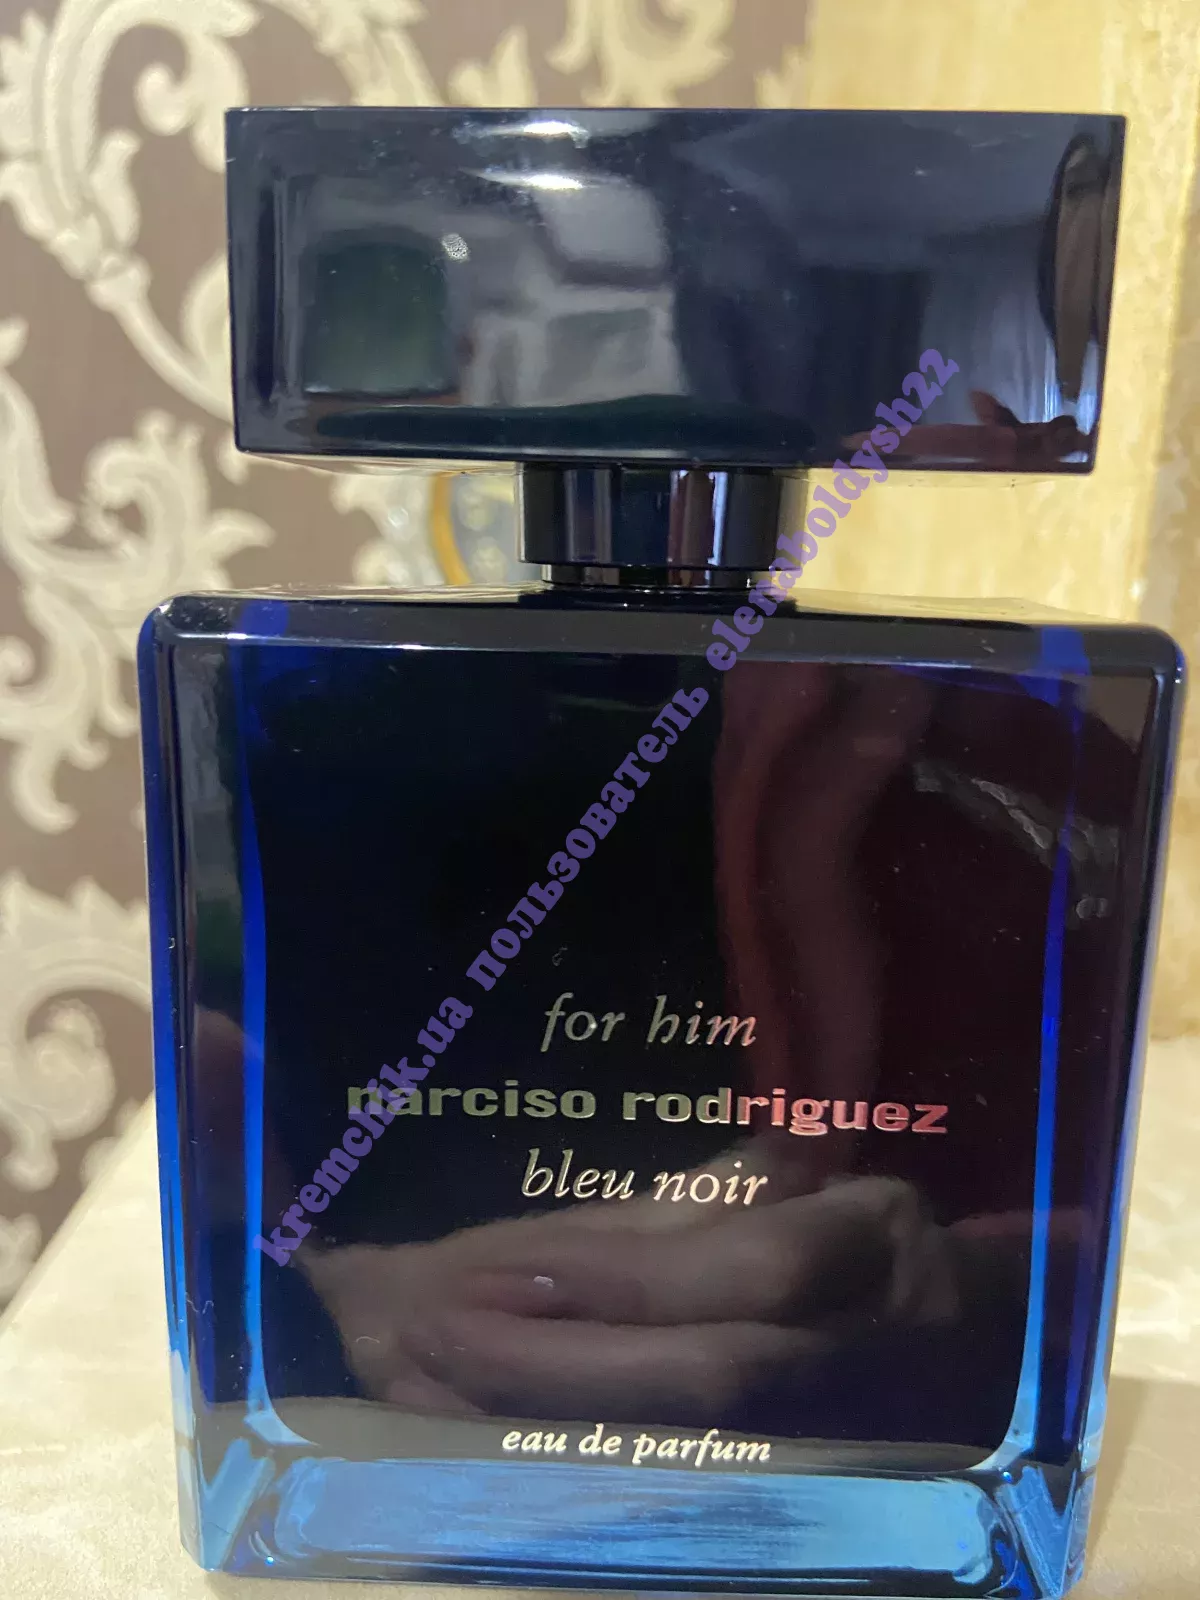 for him
narciso rodriguez
bleu noir
eau de parfum
kremchik.ua пользователь elenaboldysh22